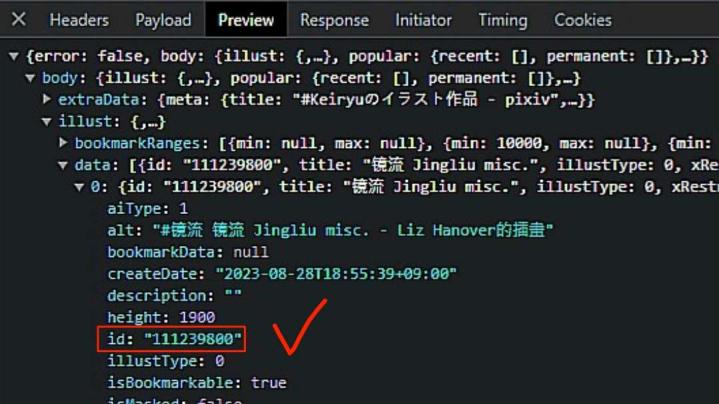 Headers Payload Preview Response Initiator Timing Cookies
{error: false, body: {illust: {,…}, popular: {recent: [], permanent: []},…}}
body: {illust: {,…}, popular: {recent: [], permanent: []},…}
extraData: {meta: {title: "#Keiryuのイラスト作品 - pixiv",…}}
illust: {,…}
bookmarkRanges: [{min: null, max: null}, {min: 10000, max: null}, {min:
data: [{id: "111239800", title: "镜流 Jingliu misc.", illustType: 0, xRestr
0: {id: "111239800", title: "镜流 Jingliu misc.", illustType: 0, xRestr
aiType: 1
alt: "#镜流 镜流 Jingliu misc. - Liz Hanover的插畫"
bookmarkData: null
createDate: "2023-08-28T18:55:39+09:00"
description: ""
height: 1900
id: "111239800"
illustType: 0
isBookmarkable: true
isMasked: false